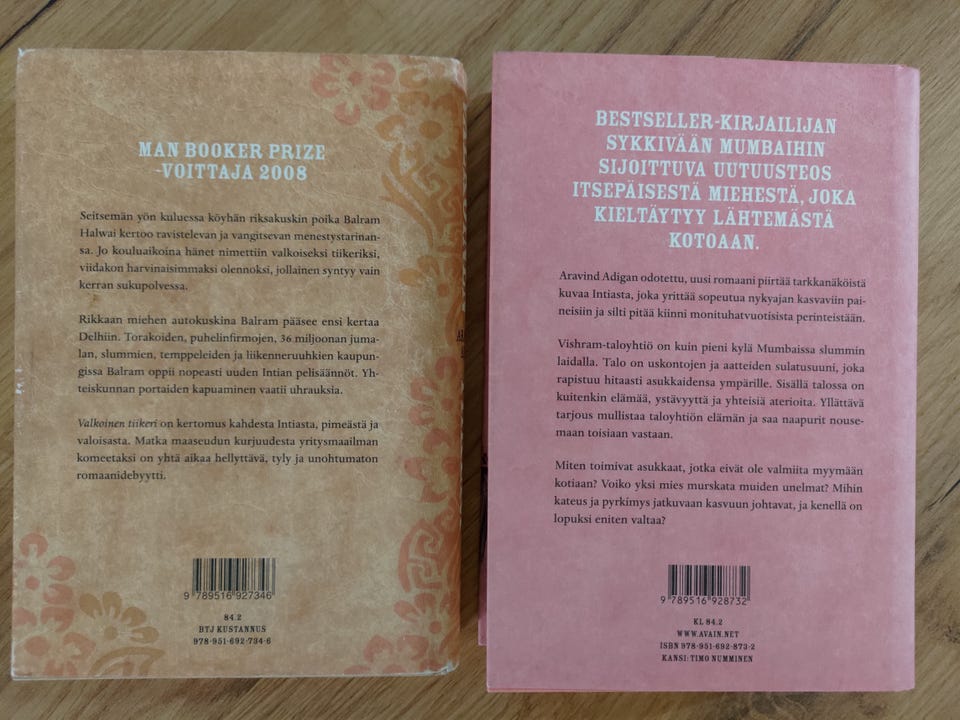 MAN BOOKER PRIZE
-VOITTAJA 2008
Seitsemän yön kuluessa köyhän riksakuskin poika Balram
Halwai kertoo ravistelevan ja vangitsevan menestystarinan-
sa. Jo kouluaikoina hänet nimettiin valkoiseksi tiikeriksi,
viidakon harvinaisimmaksi olennoksi, jollainen syntyy vain
kerran sukupolvessa.
Rikkaan miehen autokuskina Balram pääsee ensi kertaa
Delhiin. Torakoiden, puhelinfirmojen, 36 miljoonan juma-
lan, slummien, temppeleiden ja liikenneruuhkien kaupun-
gissa Balram oppii nopeasti uuden Intian pelisäännöt. Yh-
teiskunnan portaiden kapuaminen vaatii uhrauksia.
Valkoinen tiikeri on kertomus kahdesta Intiasta, pimeästä ja
valoisasta. Matka maaseudun kurjuudesta yritysmaailman
komeetaksi on yhtä aikaa hellyttävä, tyly ja unohtumaton
romaanidebyytti.
9 789516 927346
84.2
BTJ KUSTANNUS
978-951-692-734-6
BESTSELLER-KIRJAILIJAN
SYKKIVÄÄN MUMBAIHIN
SIJOITTUVA UUTUUSTEOS
ITSEPÄISESTÄ MIEHESTÄ, JOKA
KIELTÄYTYY LÄHTEMÄSTÄ
KOTOAAN.
Aravind Adigan odotettu, uusi romaani piirtää tarkkanäköistä
kuvaa Intiasta, joka yrittää sopeutua nykyajan kasvaviin pai-
neisiin ja silti pitää kiinni monituhatvuotisista perinteistään.
Vishram-taloyhtiö on kuin pieni kylä Mumbaissa slummin
laidalla. Talo on uskontojen ja aatteiden sulatusuuni, joka
rapistuu hitaasti asukkaidensa ympärille. Sisällä talossa on
kuitenkin elämää, ystävyyttä ja yhteisiä aterioita. Yllättävä
tarjous mullistaa taloyhtiön elämän ja saa naapurit nouse-
maan toisiaan vastaan.
Miten toimivat asukkaat, jotka eivät ole valmiita myymään
kotiaan? Voiko yksi mies murskata muiden unelmat? Mihin
kateus ja pyrkimys jatkuvaan kasvuun johtavat, ja kenellä on
lopuksi eniten valtaa?
9 789516 928732
KL 84.2
WWW.AVAIN.NET
ISBN 978-951-692-873-2
KANSI: TIMO NUMMINEN